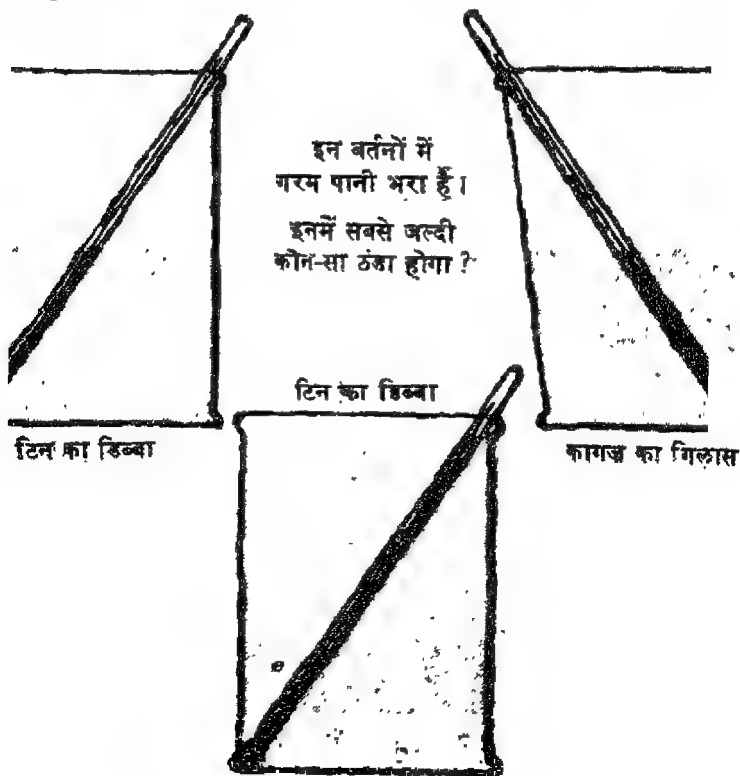 इन बर्तनों में
गरम पानी भरा है।
इनमें सबसे जल्दी
कौन-सा ठंडा होगा?
टिन का डिब्बा
टिन का डिब्बा
कागज का गिलास